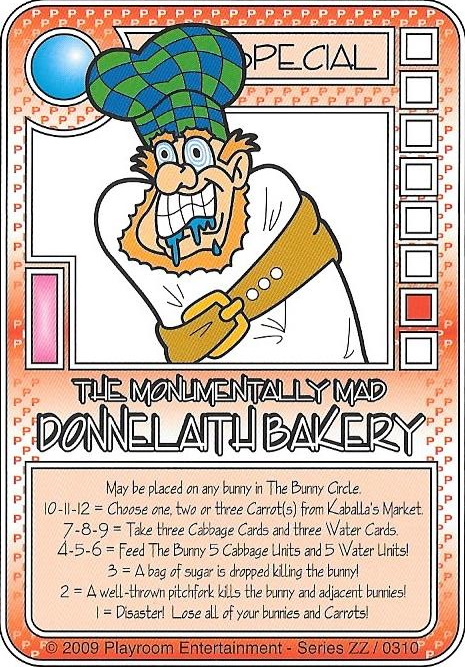 SPECIAL
THE MONUMENTALLY MAD
DONNELAITH BAKERY
May be placed on any bunny in The Bunny Circle.
10-11-12 = Choose one, two or three Carrot(s) from Kaballa's Market.
7-8-9 = Take three Cabbage Cards and three Water Cards.
4-5-6 = Feed The Bunny 5 Cabbage Units and 5 Water Units!
3 = A bag of sugar is dropped killing the bunny!
2 = A well-thrown pitchfork kills the bunny and adjacent bunnies!
1 = Disaster! Lose all of your bunnies and Carrots!
© 2009 Playroom Entertainment - Series ZZ / 0310